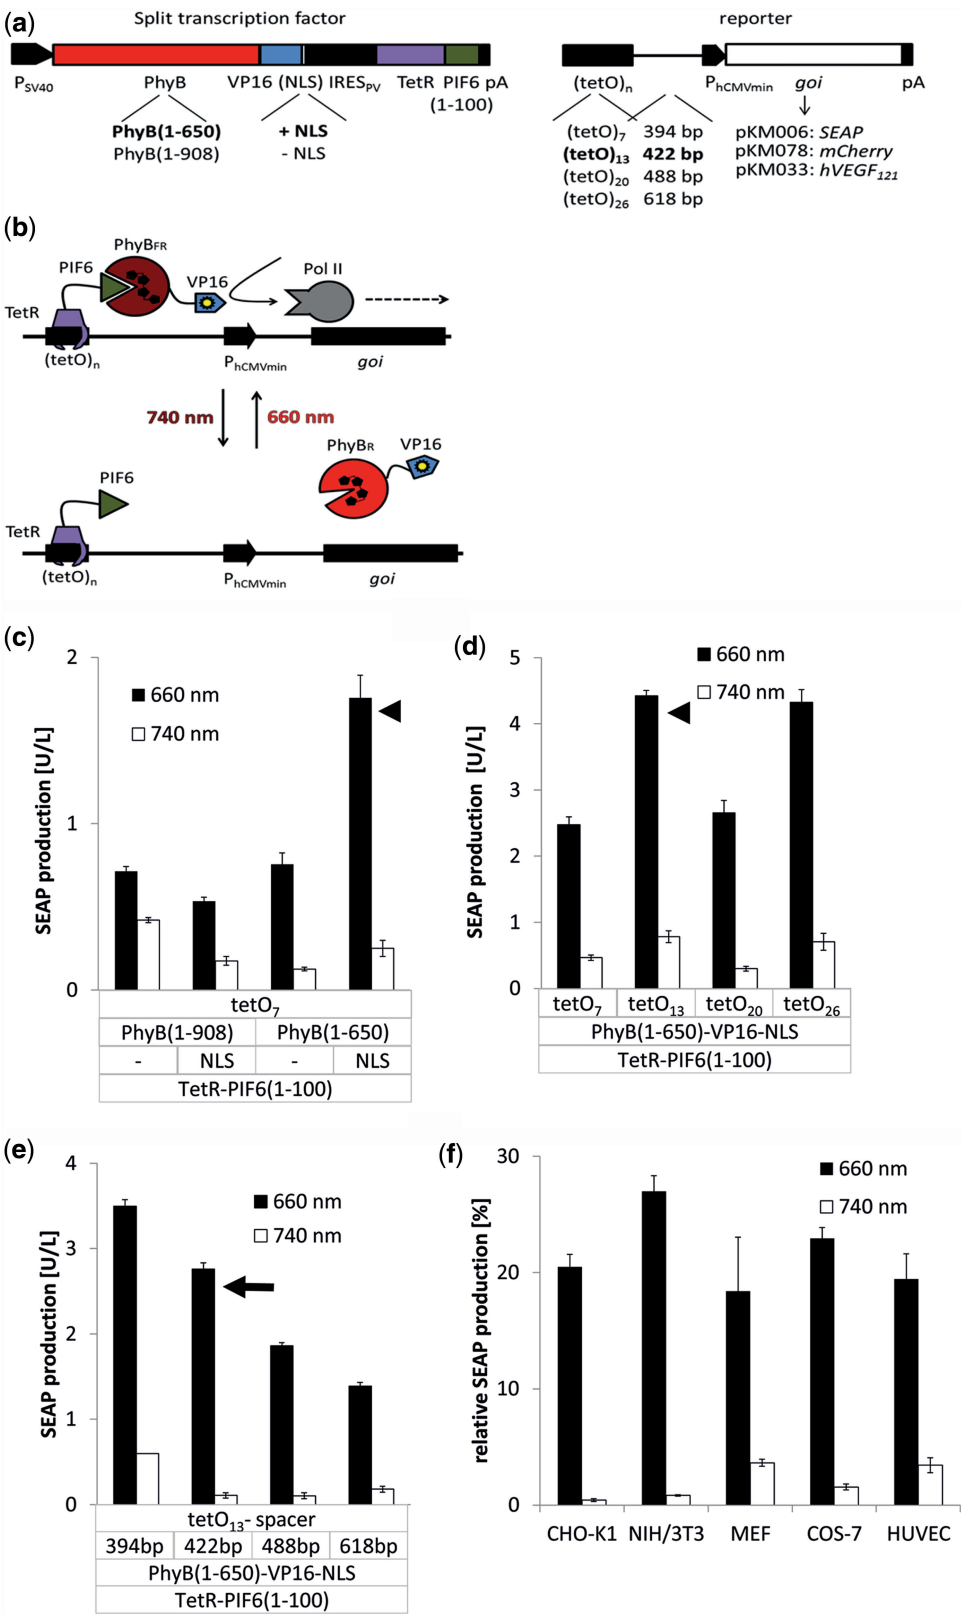 (a)
Split transcription factor
reporter
PSV40 PhyB VP16 (NLS) IRESPV TetR PIF6 pA
(1-100)
PhyB(1-650) + NLS
PhyB(1-908) - NLS
(tetO)n PhCMVmin goi pA
(tetO)7 394 bp pKM006: SEAP
(tetO)13 422 bp pKM078: mCherry
(tetO)20 488 bp pKM033: hVEGF121
(tetO)26 618 bp
(b)
PhyBFR
PIF6
VP16
Pol II
TetR
(tetO)n PhCMVmin goi
740 nm 660 nm
PhyBR VP16
PIF6
TetR
(tetO)n PhCMVmin goi
(c)
SEAP production [U/L]
2
1
0
660 nm
740 nm
tetO7
PhyB(1-908) PhyB(1-650)
- NLS - NLS
TetR-PIF6(1-100)
(d)
SEAP production [U/L]
5
4
3
2
1
0
660 nm
740 nm
tetO7 tetO13 tetO20 tetO26
PhyB(1-650)-VP16-NLS
TetR-PIF6(1-100)
(e)
SEAP production [U/L]
4
3
2
1
0
660 nm
740 nm
tetO13- spacer
394bp 422bp 488bp 618bp
PhyB(1-650)-VP16-NLS
TetR-PIF6(1-100)
(f)
relative SEAP production [%]
30
20
10
0
660 nm
740 nm
CHO-K1 NIH/3T3 MEF COS-7 HUVEC